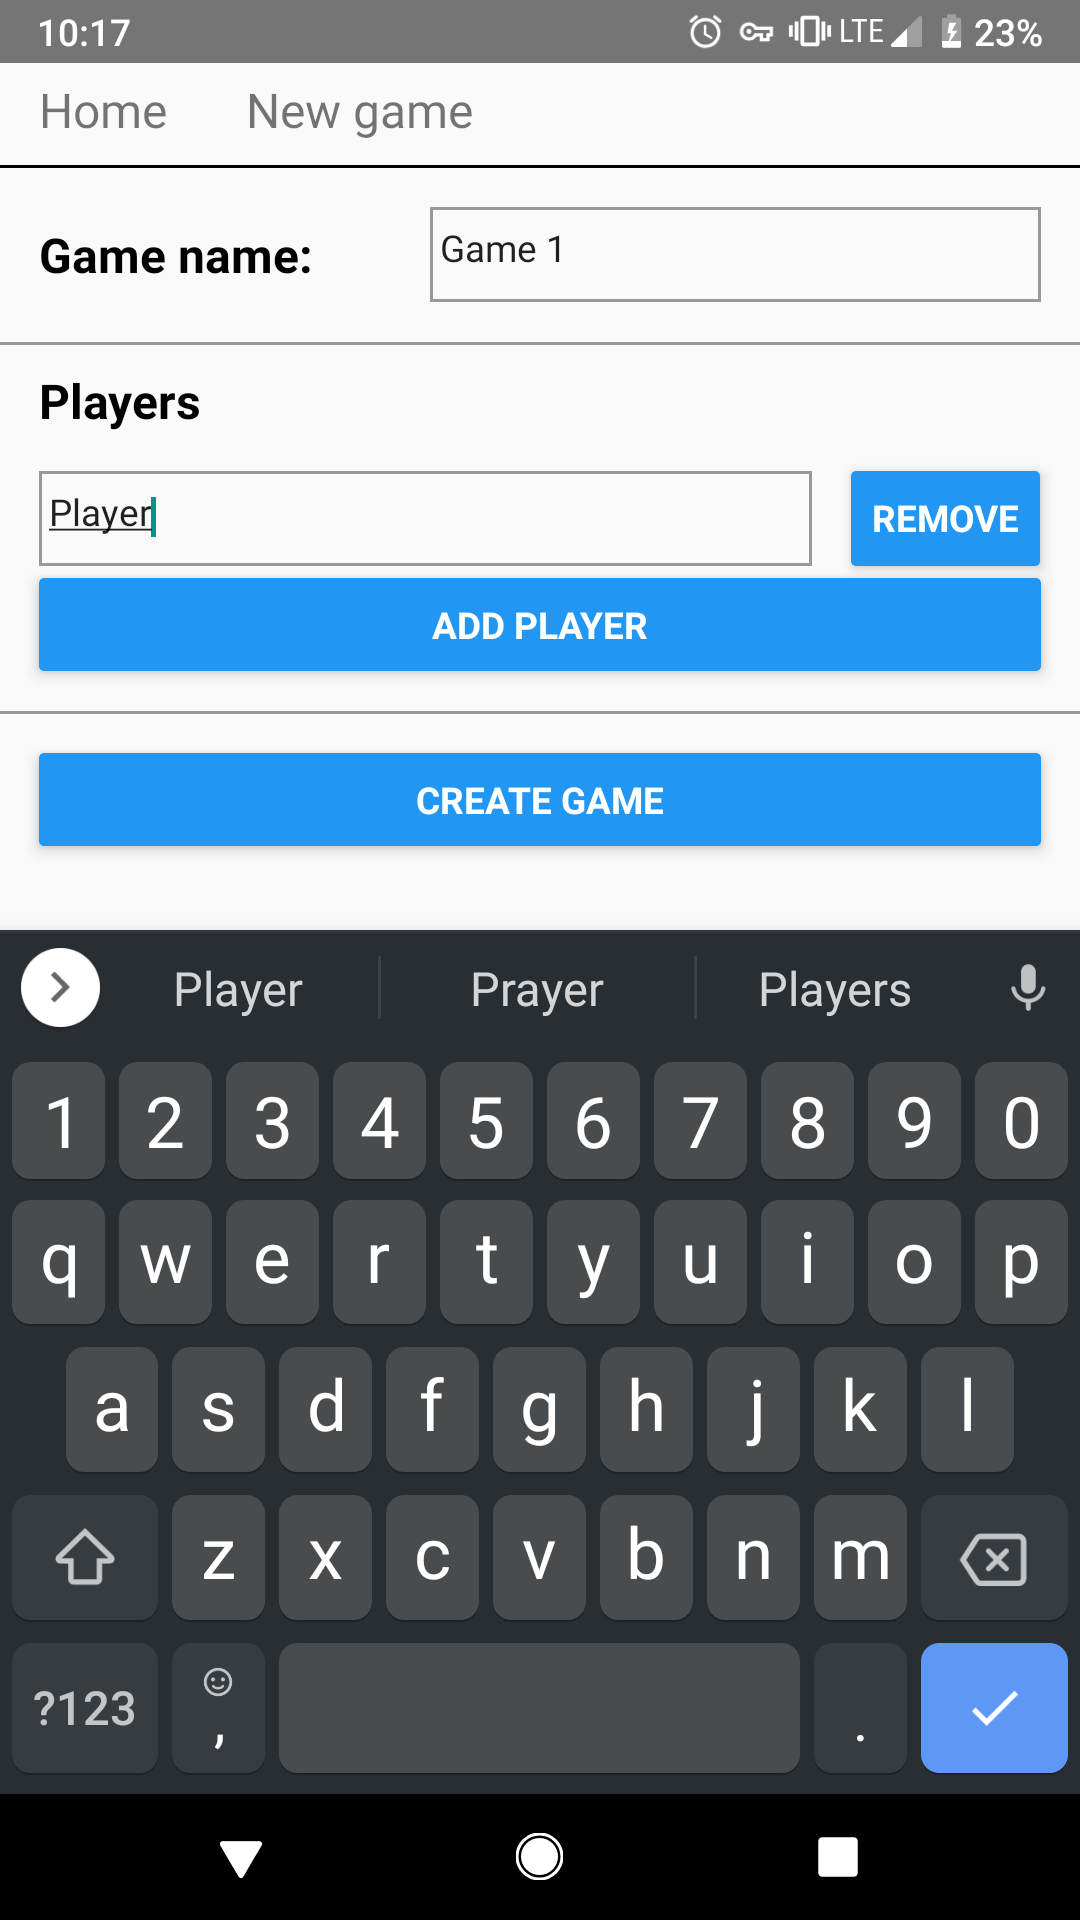 10:17 LTE 23%
Home New game
Game name: Game 1
Players
Player REMOVE
ADD PLAYER
CREATE GAME
Player Prayer Players
1 2 3 4 5 6 7 8 9 0
q w e r t y u i o p
a s d f g h j k l
z x c v b n m
?123 , .